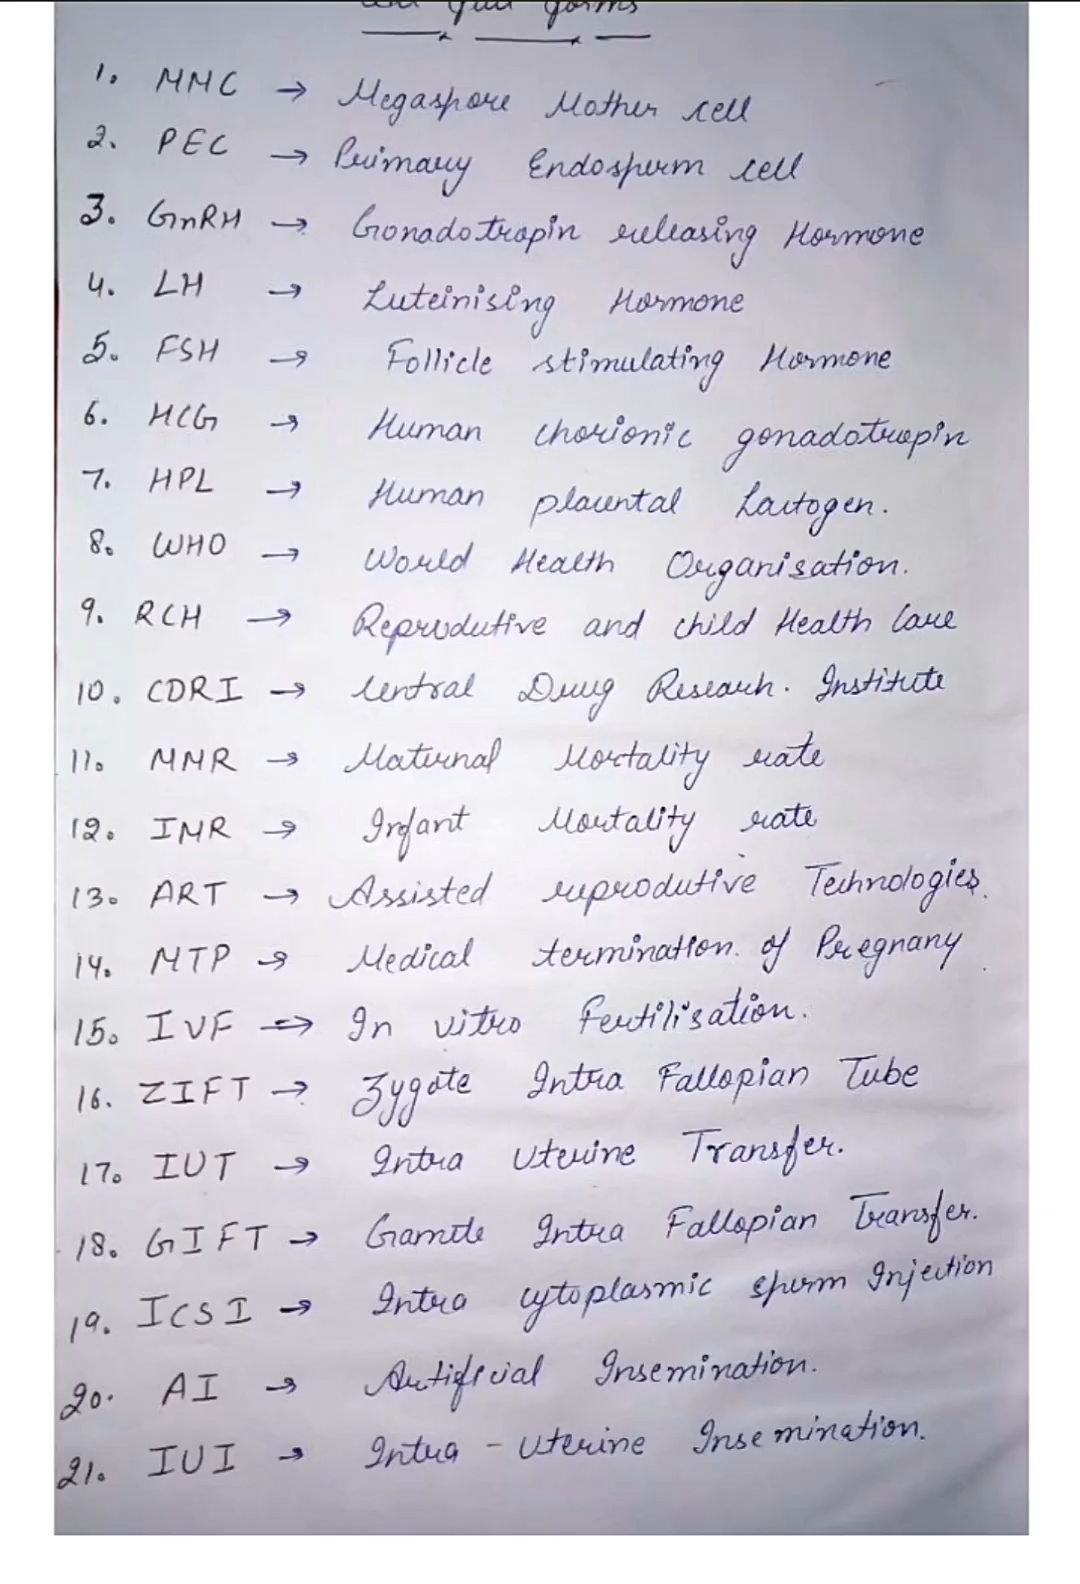 full forms
1. MMC → Megaspore Mother cell
2. PEC → Primary Endosperm cell
3. GnRH → Gonadotropin releasing Hormone
4. LH → Luteinising Hormone
5. FSH → Follicle stimulating Hormone
6. HCG → Human chorionic gonadotropin
7. HPL → Human placental Lactogen.
8. WHO → World Health Organisation.
9. RCH → Reprodutive and child Health Care
10. CDRI → Central Drug Research. Institute
11. MMR → Maternal Mortality rate
12. IMR → Infant Mortality rate
13. ART → Assisted reprodutive Technologies.
14. MTP → Medical termination. of Pregnany
15. IVF ⇒ In vitro Fertilisation.
16. ZIFT → Zygote Intra Fallopian Tube
17. IUT → Intra Uterine Transfer.
18. GIFT → Gamete Intra Fallopian Transfer.
19. ICSI → Intra cytoplasmic sperm Injection
20. AI → Artificial Insemination.
21. IUI → Intra - Uterine Insemination.